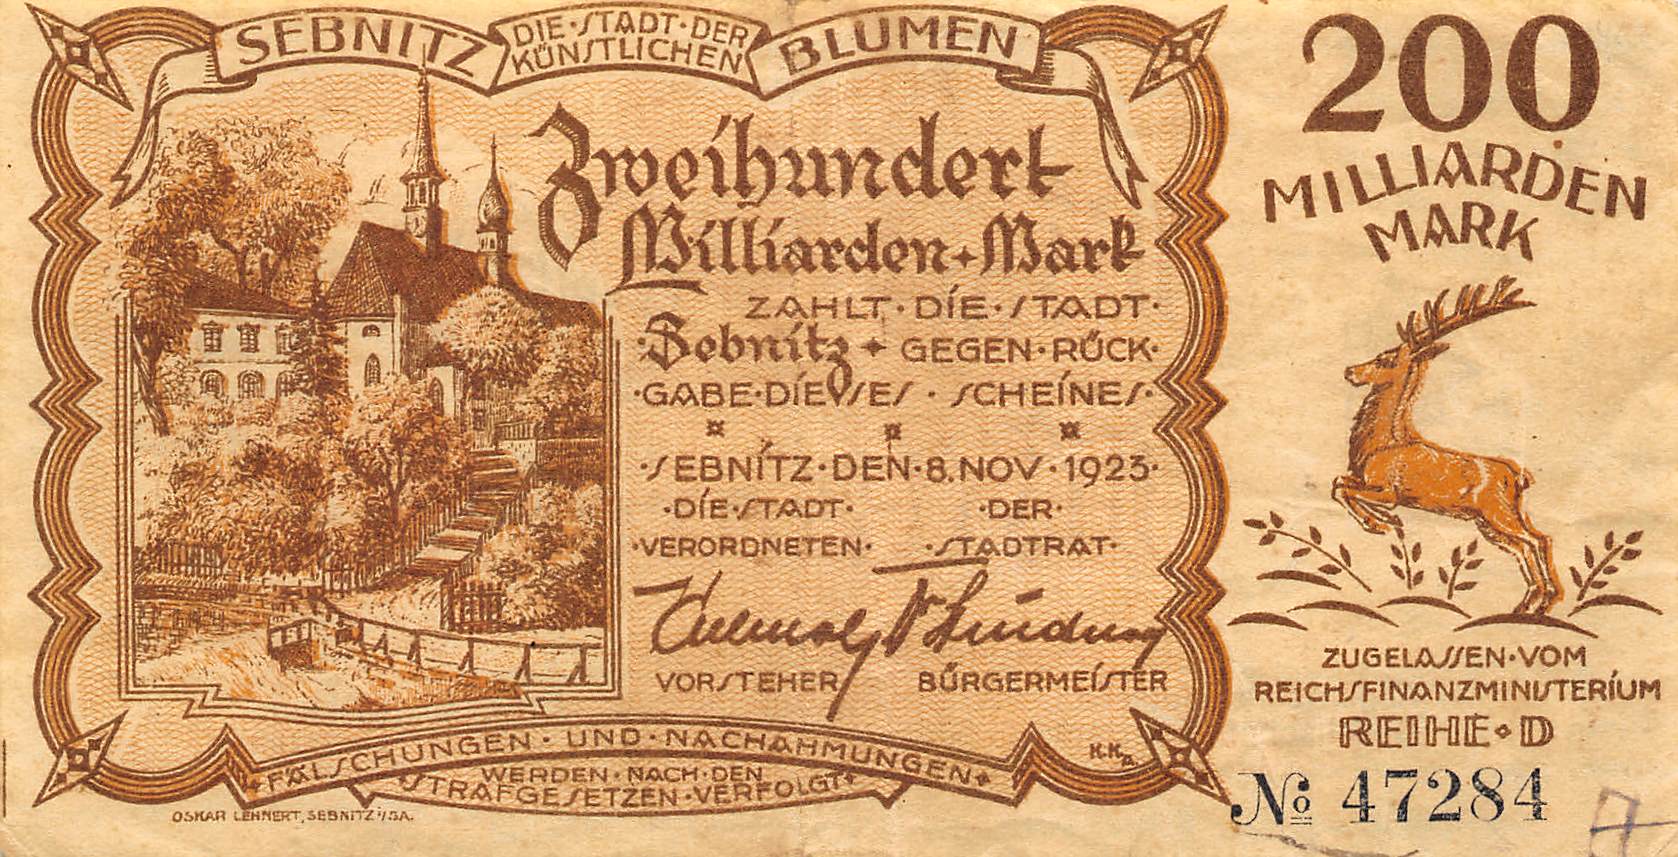 SEBNITZ
DIE·STADT·DER
KÜNSTLICHEN
BLUMEN
Zweihundert
Milliarden+Mark
ZAHLT·DIE·STADT·
·Sebnitz + GEGEN·RÜCK·
·GABE·DIESES · SCHEINES·
·SEBNITZ·DEN·8.NOV·1923·
·DIE·STADT· ·DER·
·VERORDNETEN· ·STADTRAT·
VORSTEHER BÜRGERMEISTER
FÄLSCHUNGEN·UND·NACHAHMUNGEN
WERDEN·NACH·DEN
STRAFGESETZEN·VERFOLGT
OSKAR LEHNERT, SEBNITZ i/SA.
200
MILLIARDEN
MARK
ZUGELASSEN·VOM
REICHSFINANZMINISTERIUM
REIHE·D
№ 47284